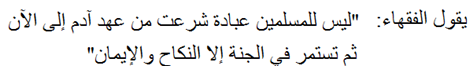 يقول الفقهاء: "ليس للمسلمين عبادة شرعت من عهد آدم إلى الآن
ثم تستمر في الجنة إلا النكاح والإيمان"